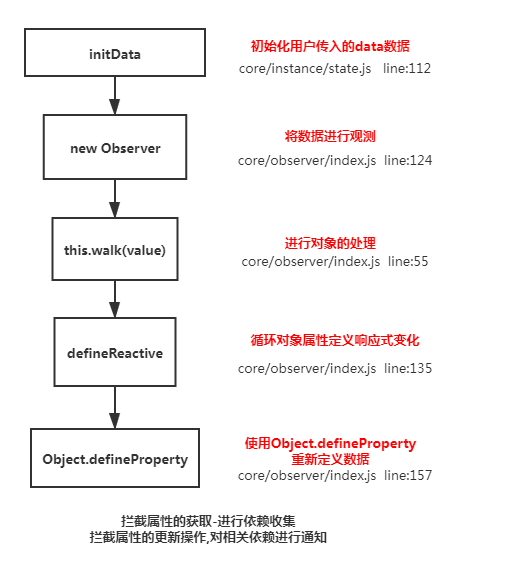 initData
初始化用户传入的data数据
core/instance/state.js line:112
new Observer
将数据进行观测
core/observer/index.js line:124
this.walk(value)
进行对象的处理
core/observer/index.js line:55
defineReactive
循环对象属性定义响应式变化
core/observer/index.js line:135
Object.defineProperty
使用Object.defineProperty
重新定义数据
core/observer/index.js line:157
拦截属性的获取-进行依赖收集
拦截属性的更新操作,对相关依赖进行通知